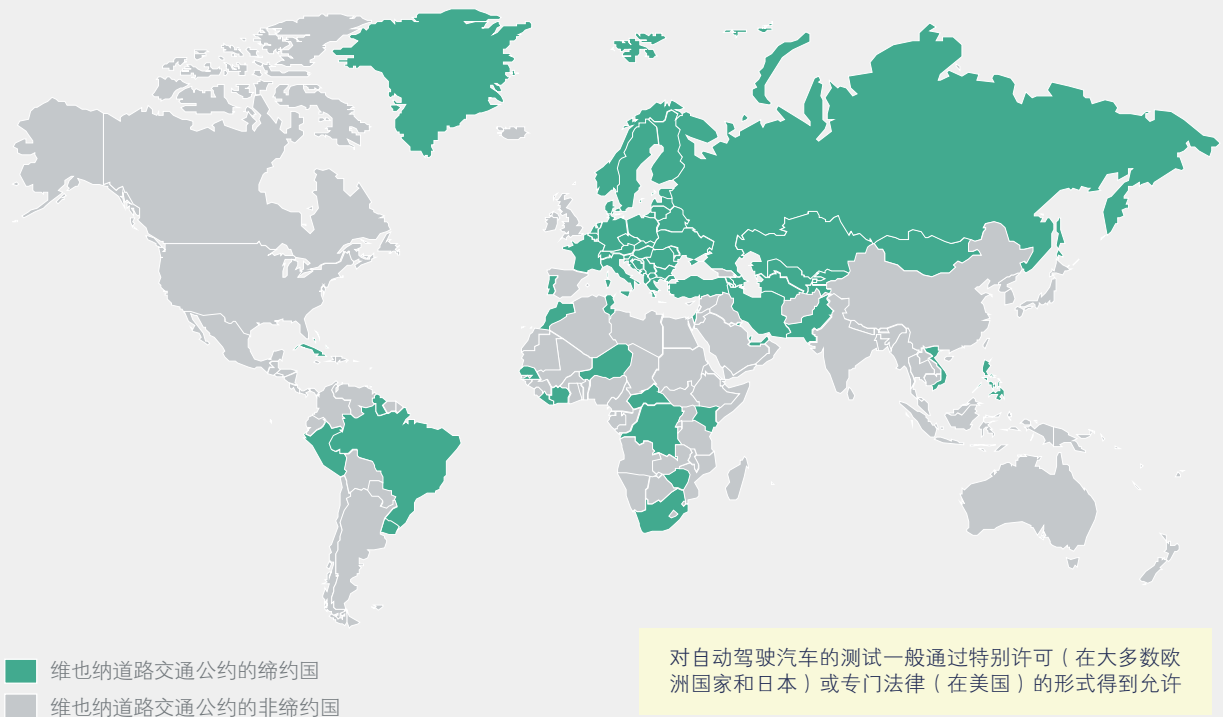 维也纳道路交通公约的缔约国
维也纳道路交通公约的非缔约国
对自动驾驶汽车的测试一般通过特别许可（在大多数欧
洲国家和日本）或专门法律（在美国）的形式得到允许